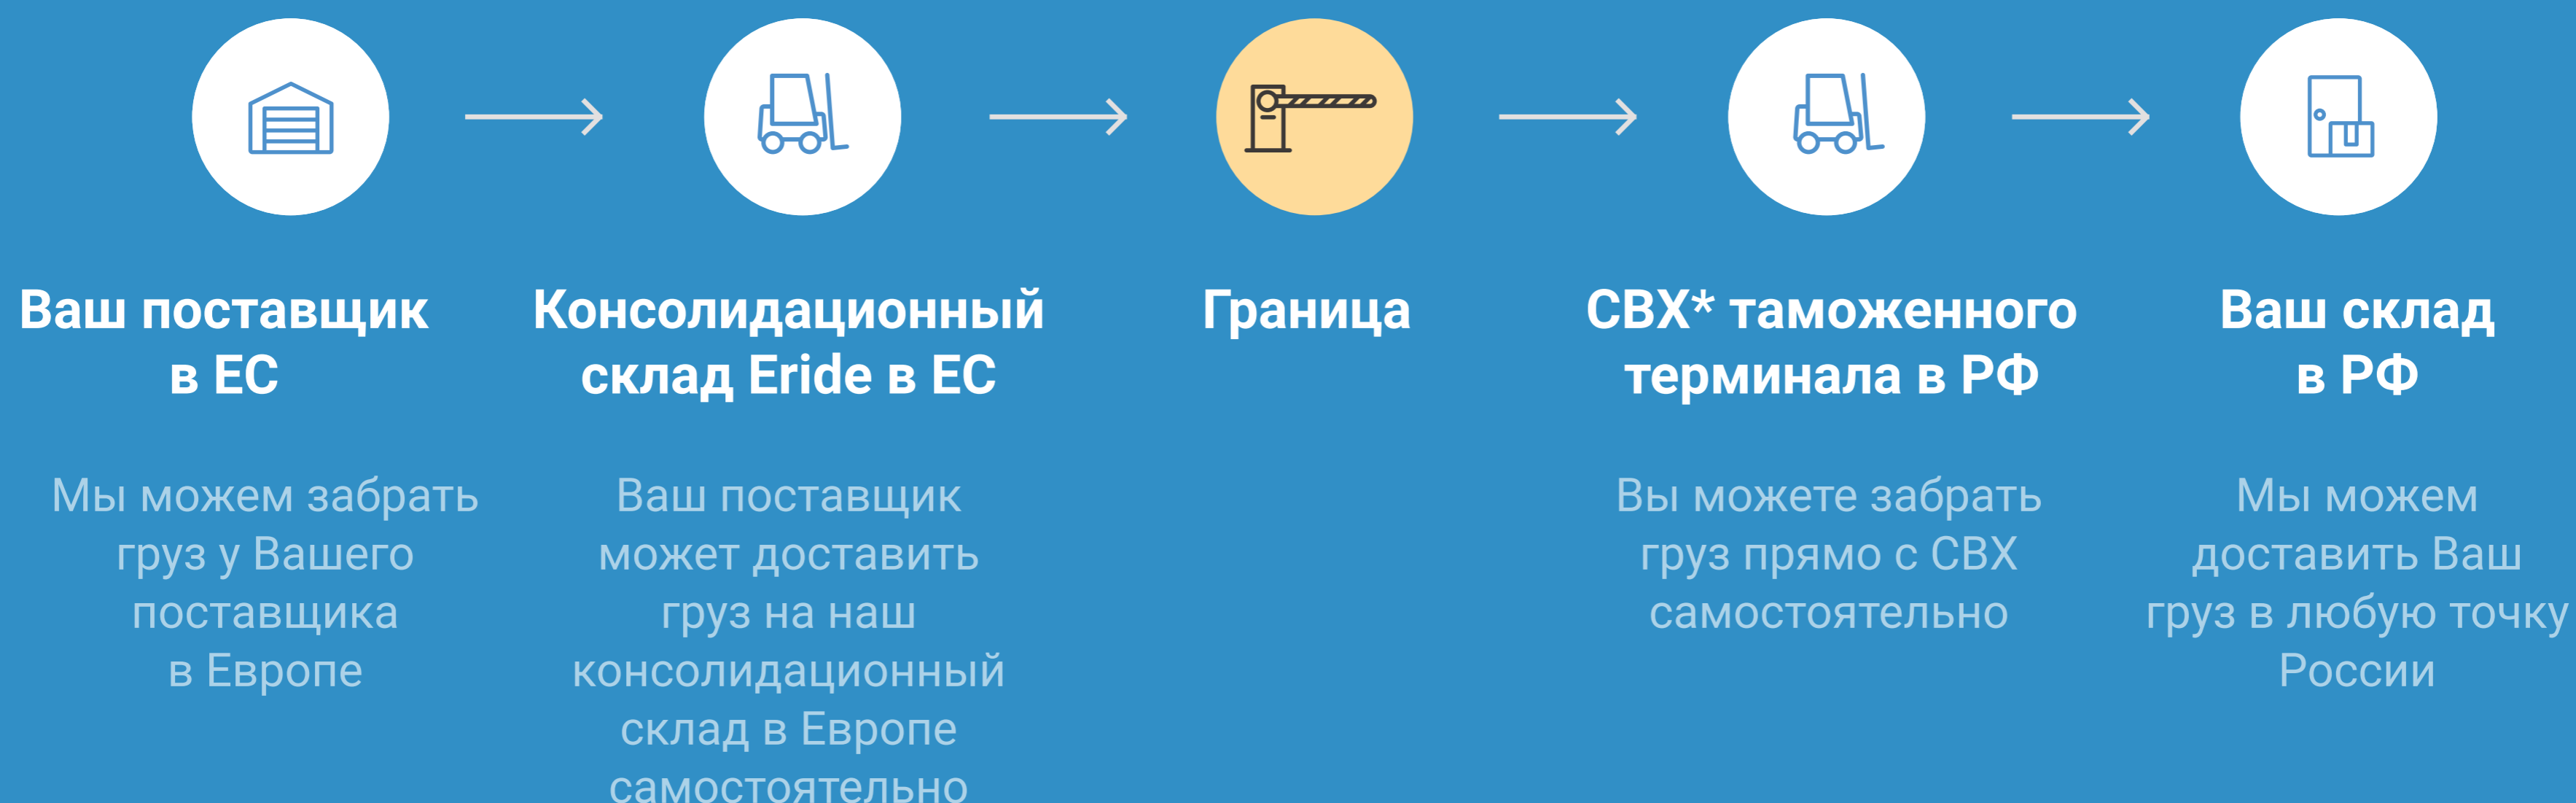 Ваш поставщик
в ЕС
Консолидационный
склад Eride в ЕС
Граница
СВХ* таможенного
терминала в РФ
Ваш склад
в РФ
Мы можем забрать
груз у Вашего
поставщика
в Европе
Ваш поставщик
может доставить
груз на наш
консолидационный
склад в Европе
самостоятельно
Вы можете забрать
груз прямо с СВХ
самостоятельно
Мы можем
доставить Ваш
груз в любую точку
России